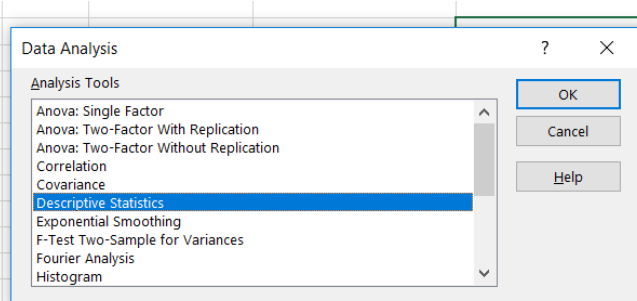 Data Analysis ? ×
Analysis Tools
Anova: Single Factor
Anova: Two-Factor With Replication
Anova: Two-Factor Without Replication
Correlation
Covariance
Descriptive Statistics
Exponential Smoothing
F-Test Two-Sample for Variances
Fourier Analysis
Histogram
OK
Cancel
Help